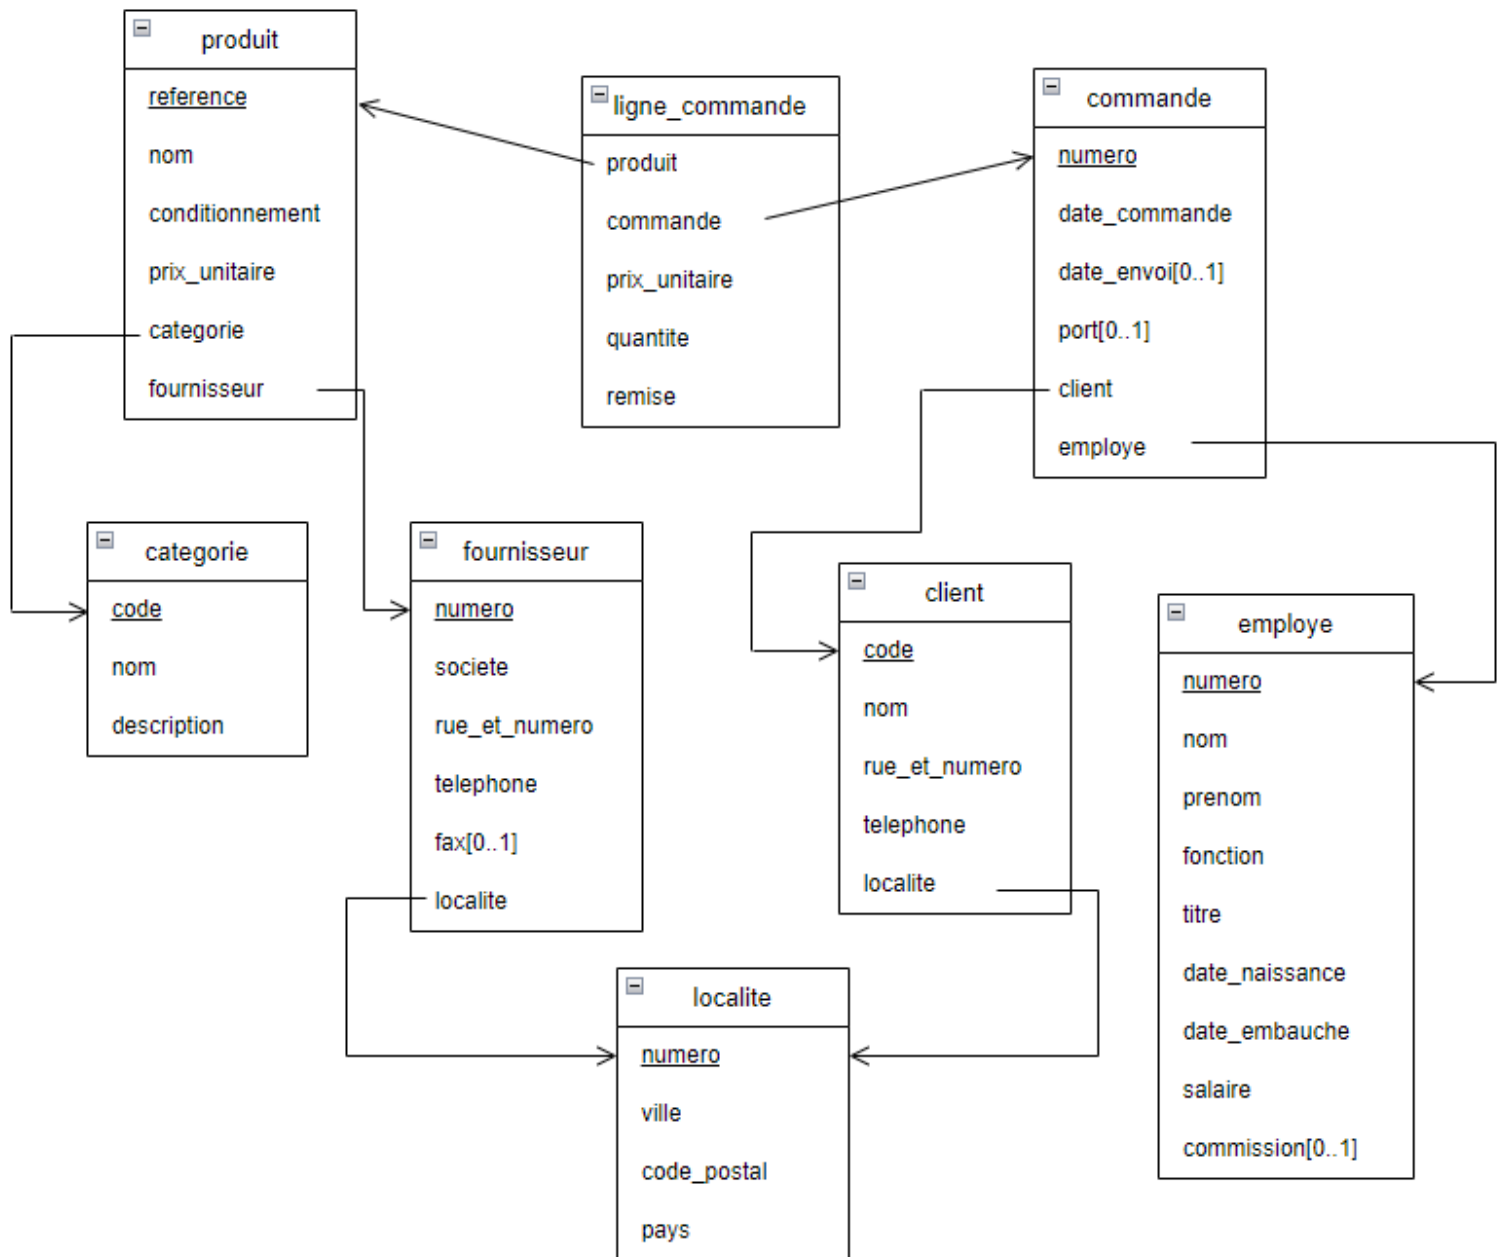 produit
reference
nom
conditionnement
prix_unitaire
categorie
fournisseur
ligne_commande
produit
commande
prix_unitaire
quantite
remise
commande
numero
date_commande
date_envoi[0..1]
port[0..1]
client
employe
categorie
code
nom
description
fournisseur
numero
societe
rue_et_numero
telephone
fax[0..1]
localite
client
code
nom
rue_et_numero
telephone
localite
employe
numero
nom
prenom
fonction
titre
date_naissance
date_embauche
salaire
commission[0..1]
localite
numero
ville
code_postal
pays